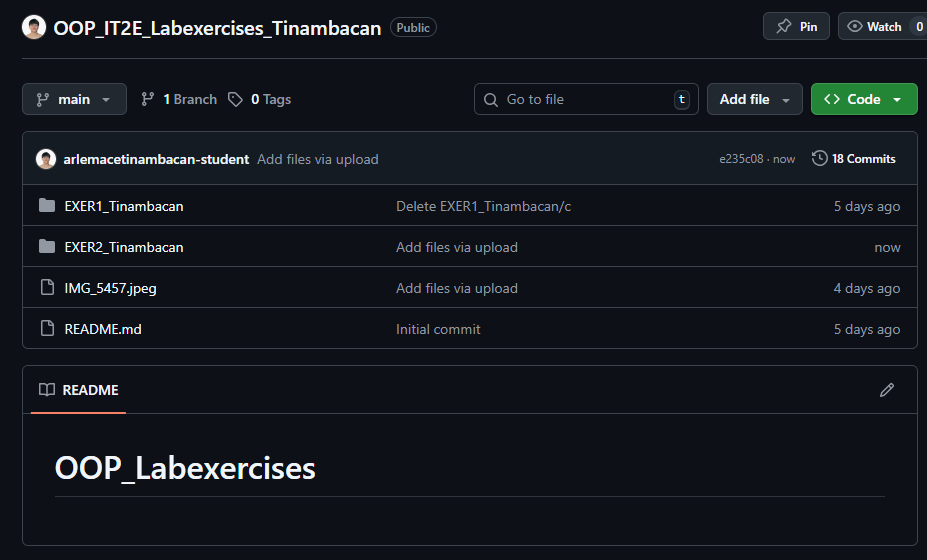 OOP_IT2E_Labexercises_Tinambacan Public Pin Watch 0
main 1 Branch 0 Tags Go to file t Add file Code
arlemacetinambacan-student Add files via upload e235c08 · now 18 Commits
EXER1_Tinambacan Delete EXER1_Tinambacan/c 5 days ago
EXER2_Tinambacan Add files via upload now
IMG_5457.jpeg Add files via upload 4 days ago
README.md Initial commit 5 days ago
README
OOP_Labexercises